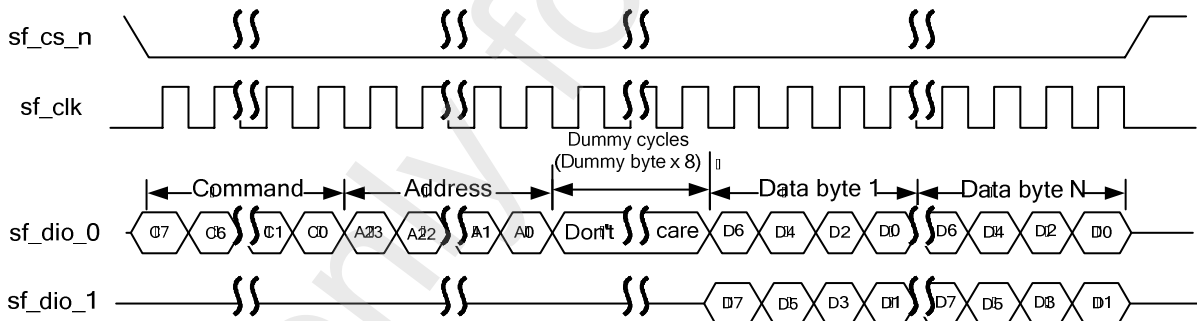 sf_cs_n
sf_clk
Dummy cycles
(Dummy byte x 8)
Command Address Data byte 1 Data byte N
sf_dio_0 C7 C6 C1 C0 A23 A22 A1 A0 Don't care D6 D4 D2 D0 D6 D4 D2 D0
sf_dio_1 D7 D5 D3 D1 D7 D5 D3 D1